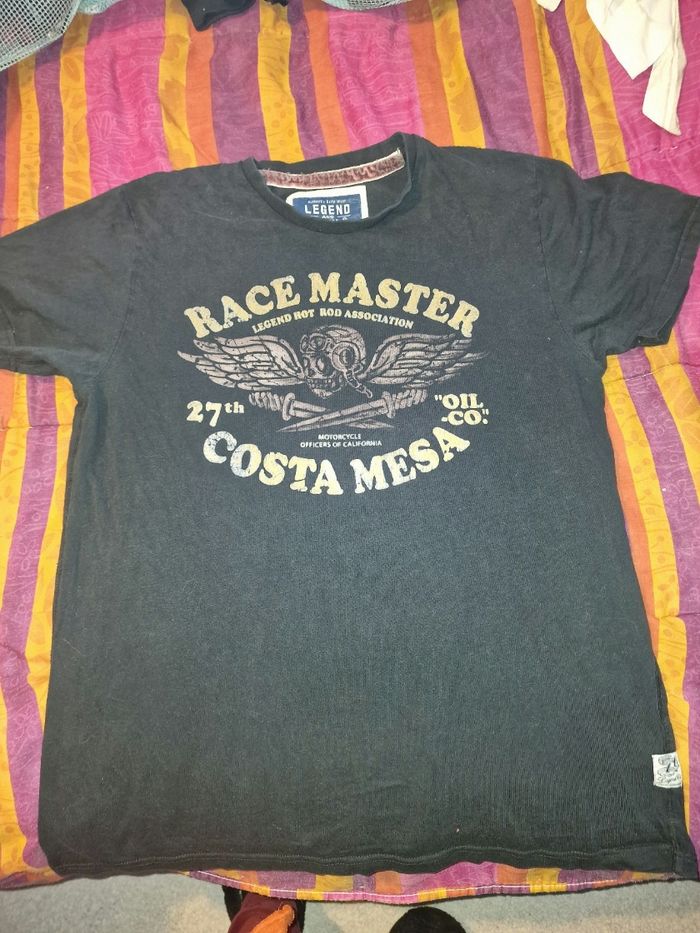 LEGEND
RACE MASTER
LEGEND HOT ROD ASSOCIATION
27th
"OIL
CO."
MOTORCYCLE
OFFICERS OF CALIFORNIA
COSTA MESA